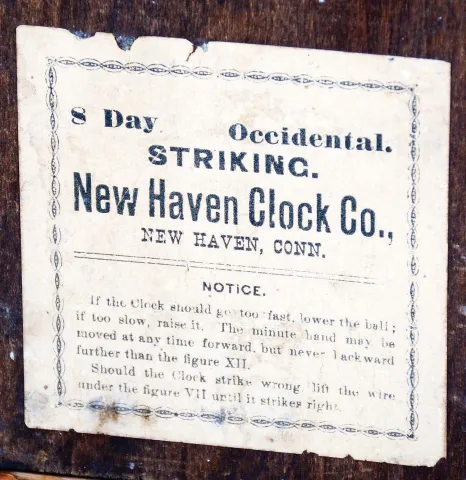 8 Day Occidental.
STRIKING.
New Haven Clock Co.,
NEW HAVEN, CONN.
NOTICE.
If the Clock should go too fast, lower the ball;
if too slow, raise it. The minute hand may be
moved at any time forward, but never backward
further than the figure XII.
Should the Clock strike wrong, lift the wire
under the figure VII until it strikes right.